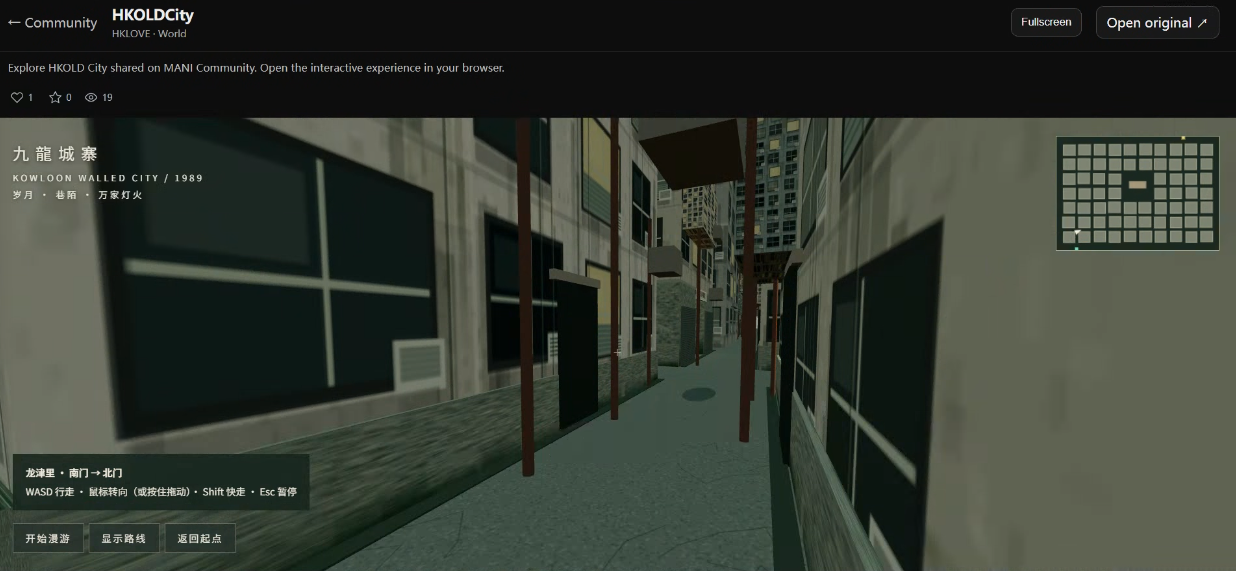 ← Community
HKOLDCity
HKLOVE · World
Fullscreen
Open original ↗
Explore HKOLD City shared on MANI Community. Open the interactive experience in your browser.
1 0 19
九龍城寨
KOWLOON WALLED CITY / 1989
岁月 · 巷陌 · 万家灯火
龙津里 · 南门 → 北门
WASD 行走 · 鼠标转向（或按住拖动）· Shift 快走 · Esc 暂停
开始漫游 显示路线 返回起点